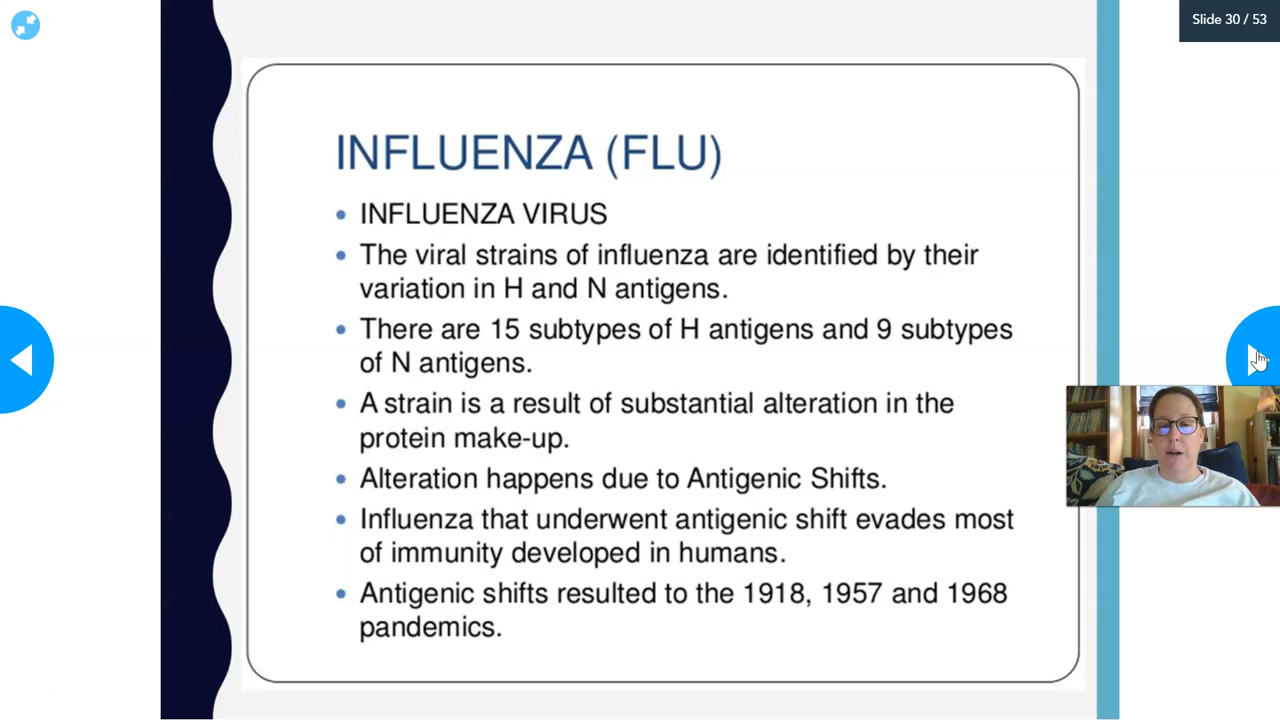 Slide 30 / 53
INFLUENZA (FLU)
• INFLUENZA VIRUS
• The viral strains of influenza are identified by their
variation in H and N antigens.
• There are 15 subtypes of H antigens and 9 subtypes
of N antigens.
• A strain is a result of substantial alteration in the
protein make-up.
• Alteration happens due to Antigenic Shifts.
• Influenza that underwent antigenic shift evades most
of immunity developed in humans.
• Antigenic shifts resulted to the 1918, 1957 and 1968
pandemics.